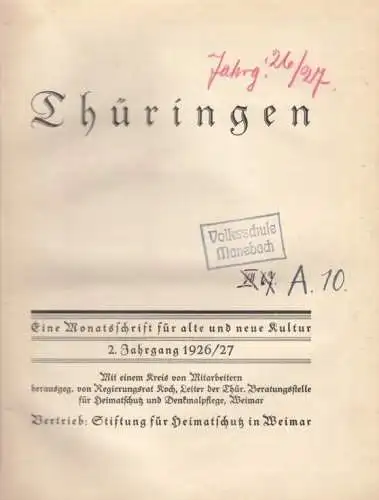 Jahrg. '26/27.
Thüringen
Volksschule
Mansbach
A. 10.
Eine Monatsschrift für alte und neue Kultur
2. Jahrgang 1926/27
Mit einem Kreis von Mitarbeitern
herausgeg. von Regierungsrat Koch, Leiter der Thür. Beratungsstelle
für Heimatschutz und Denkmalpflege, Weimar
Vertrieb: Stiftung für Heimatschutz in Weimar